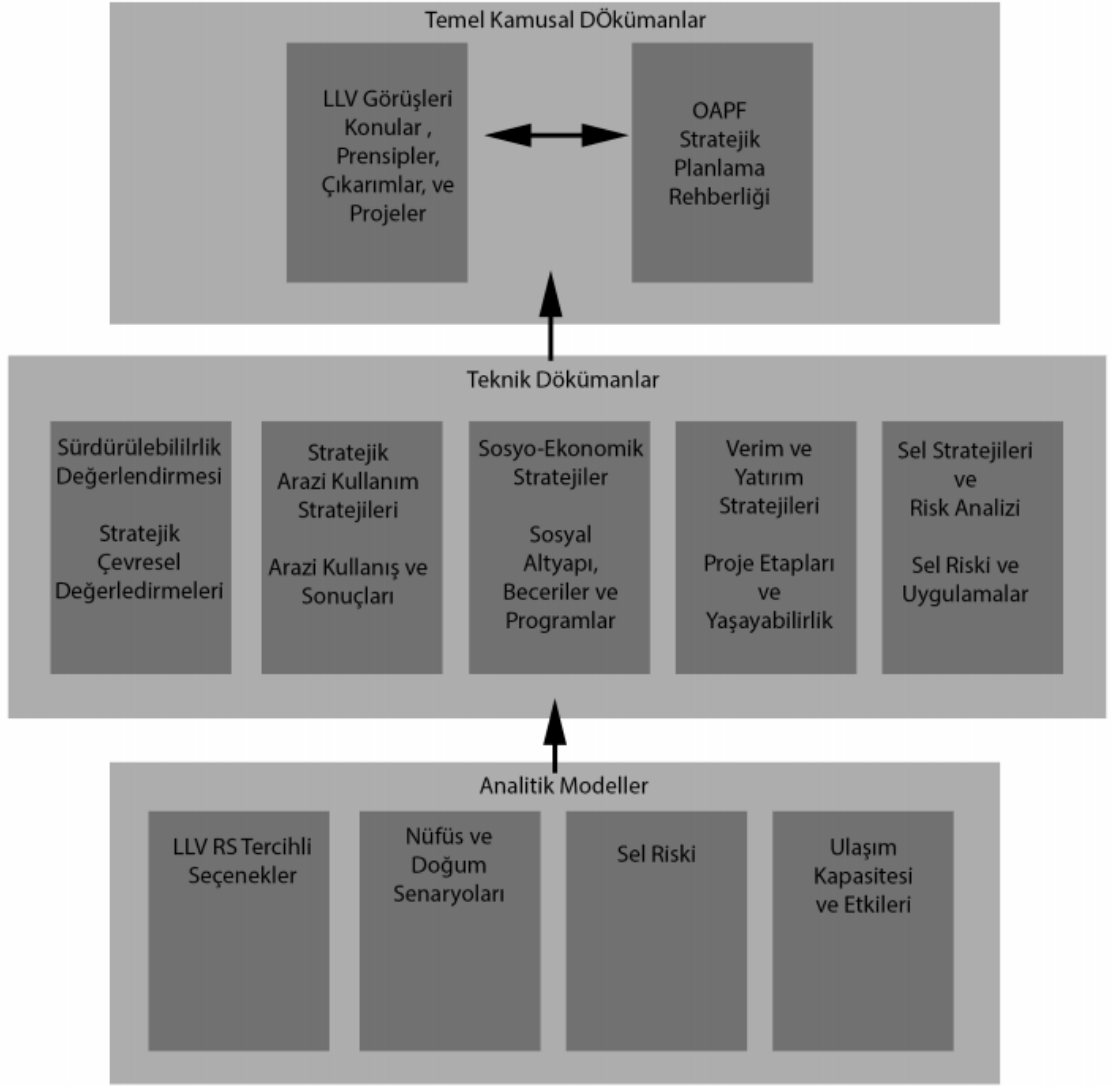 Temel Kamusal DÖkümanlar
LLV Görüşleri
Konular ,
Prensipler,
Çıkarımlar, ve
Projeler
OAPF
Stratejik
Planlama
Rehberliği
Teknik Dökümanlar
Sürdürülebililrlik
Değerlendirmesi
Stratejik
Çevresel
Değerledirmeleri
Stratejik
Arazi Kullanım
Stratejileri
Arazi Kullanış ve
Sonuçları
Sosyo-Ekonomik
Stratejiler
Sosyal
Altyapı,
Beceriler ve
Programlar
Verim ve
Yatırım
Stratejileri
Proje Etapları
ve
Yaşayabilirlik
Sel Stratejileri
ve
Risk Analizi
Sel Riski ve
Uygulamalar
Analitik Modeller
LLV RS Tercihli
Seçenekler
Nüfüs ve
Doğum
Senaryoları
Sel Riski
Ulaşım
Kapasitesi
ve Etkileri